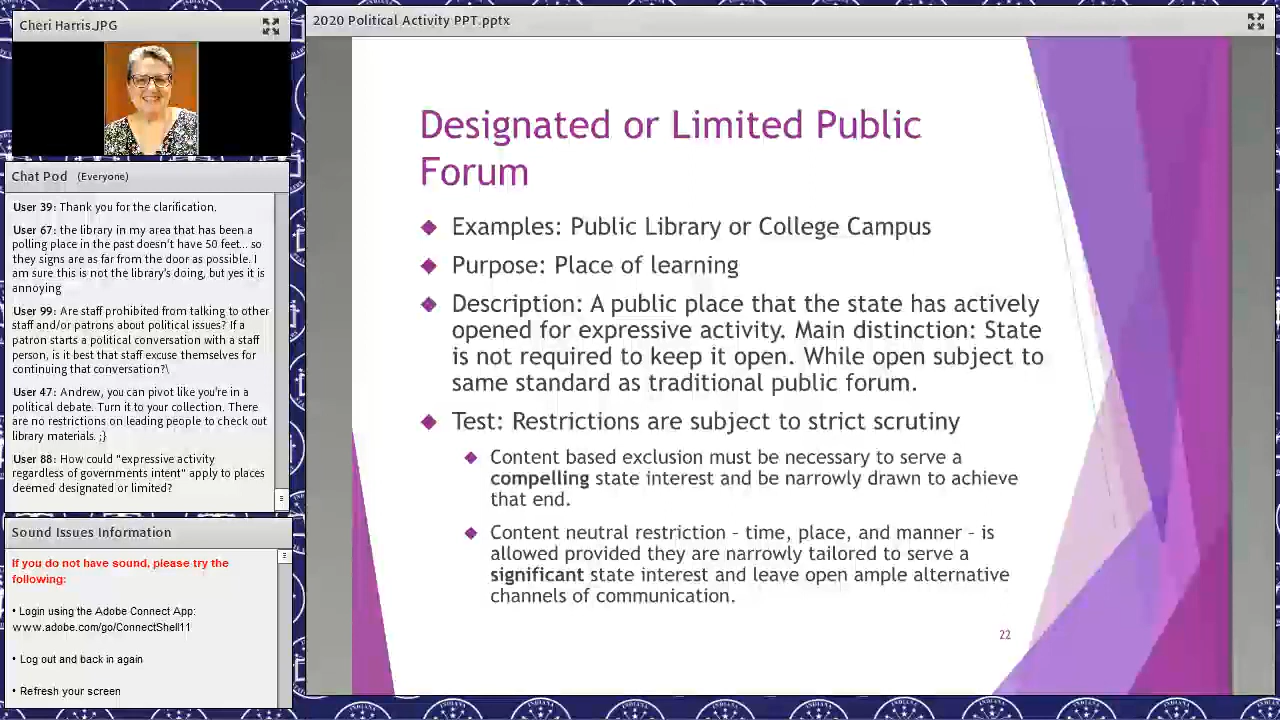 Cheri Harris.JPG
Chat Pod (Everyone)
User 39: Thank you for the clarification.
User 67: the library in my area that has been a
polling place in the past doesn't have 50 feet... so
they signs are as far from the door as possible. I
am sure this is not the library's doing, but yes it is
annoying
User 99: Are staff prohibited from talking to other
staff and/or patrons about political issues? If a
patron starts a political conversation with a staff
person, is it best that staff excuse themselves for
continuing that conversation?\
User 47: Andrew, you can pivot like you're in a
political debate. Turn it to your collection. There
are no restrictions on leading people to check out
library materials. ;}
User 88: How could "expressive activity
regardless of governments intent" apply to places
deemed designated or limited?
Sound Issues Information
If you do not have sound, please try the
following:
• Login using the Adobe Connect App:
www.adobe.com/go/ConnectShell11
• Log out and back in again
• Refresh your screen
2020 Political Activity PPT.pptx
Designated or Limited Public
Forum
Examples: Public Library or College Campus
Purpose: Place of learning
Description: A public place that the state has actively
opened for expressive activity. Main distinction: State
is not required to keep it open. While open subject to
same standard as traditional public forum.
Test: Restrictions are subject to strict scrutiny
Content based exclusion must be necessary to serve a
compelling state interest and be narrowly drawn to achieve
that end.
Content neutral restriction – time, place, and manner – is
allowed provided they are narrowly tailored to serve a
significant state interest and leave open ample alternative
channels of communication.
22